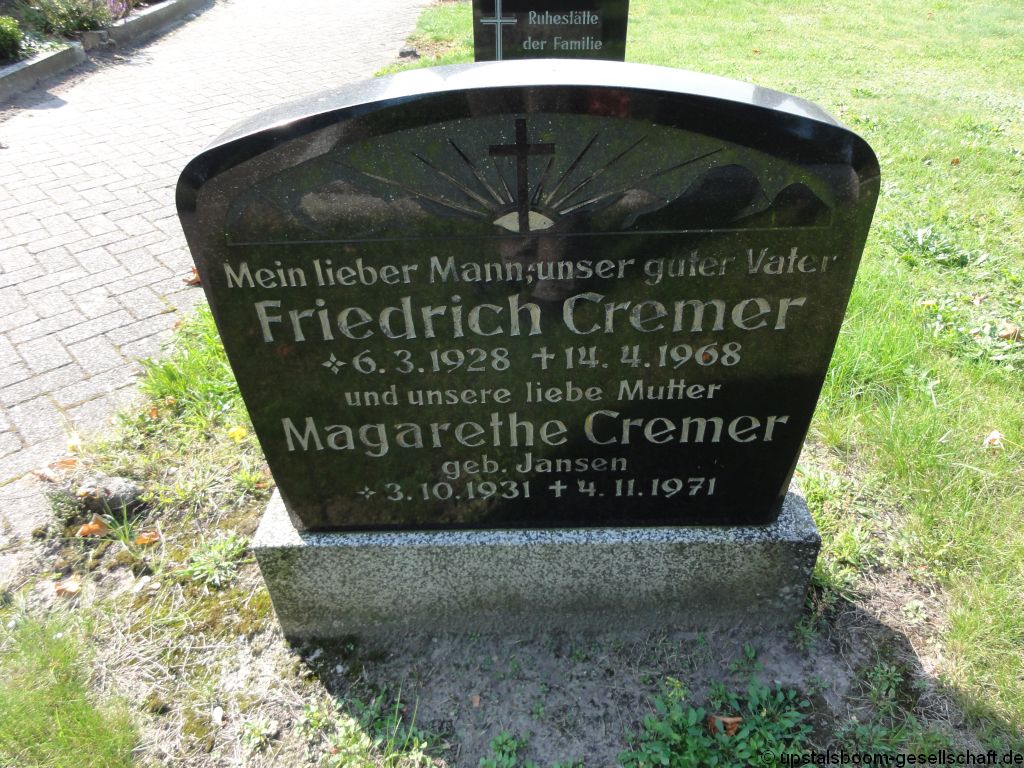 Ruhestätte
der Familie
Mein lieber Mann, unser guter Vater
Friedrich Cremer
6. 3. 1928 ✝ 14. 4. 1968
und unsere liebe Mutter
Magarethe Cremer
geb. Jansen
3. 10. 1931 ✝ 4. 11. 1971
© upstalsboom-gesellschaft.de